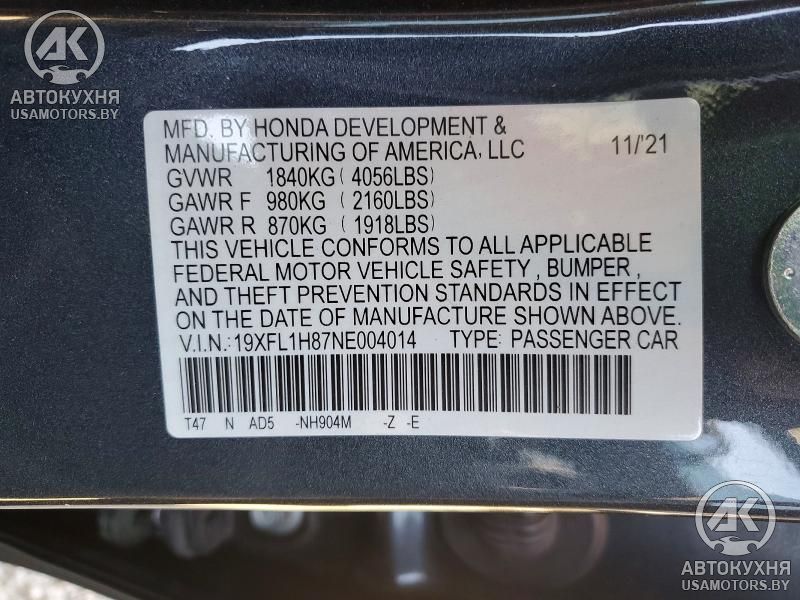 AK
АВТОКУХНЯ
USAMOTORS.BY
MFD. BY HONDA DEVELOPMENT &
MANUFACTURING OF AMERICA, LLC 11/'21
GVWR 1840KG ( 4056LBS)
GAWR F 980KG ( 2160LBS)
GAWR R 870KG ( 1918LBS)
THIS VEHICLE CONFORMS TO ALL APPLICABLE
FEDERAL MOTOR VEHICLE SAFETY , BUMPER ,
AND THEFT PREVENTION STANDARDS IN EFFECT
ON THE DATE OF MANUFACTURE SHOWN ABOVE.
V.I.N.: 19XFL1H87NE004014 TYPE: PASSENGER CAR
T47 N AD5 -NH904M -Z -E
AK
АВТОКУХНЯ
USAMOTORS.BY